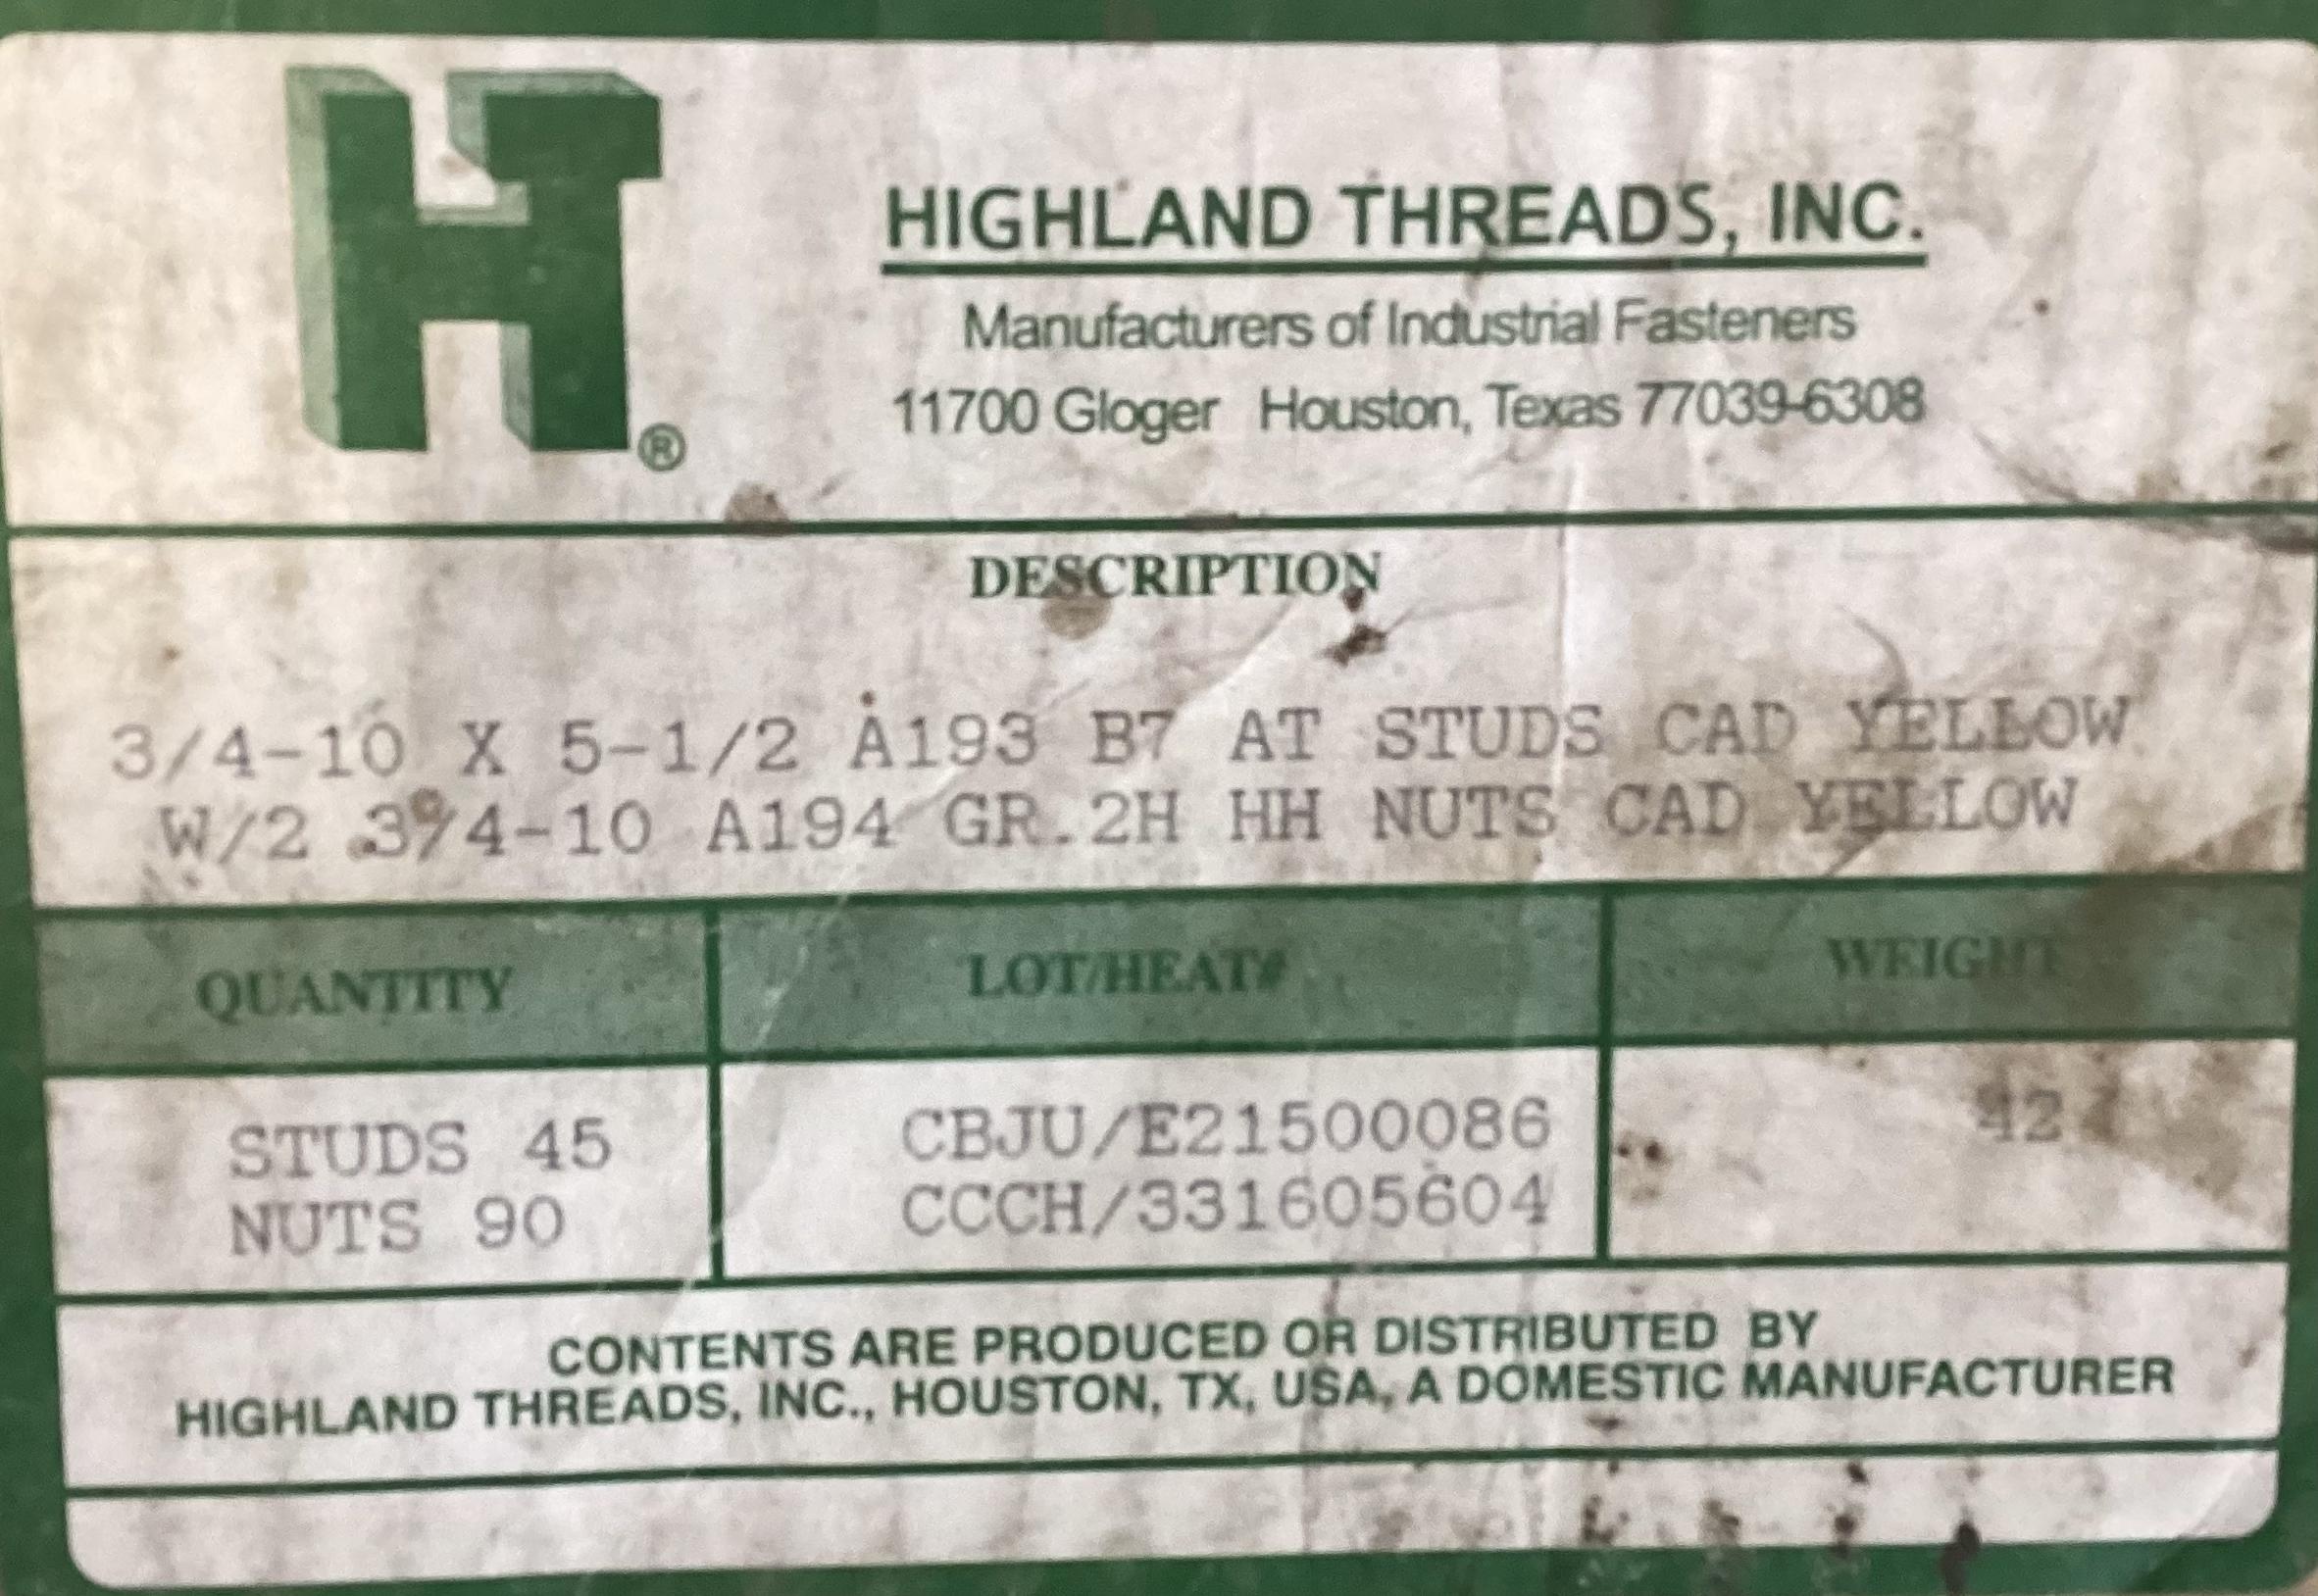 HT®
HIGHLAND THREADS, INC.
Manufacturers of Industrial Fasteners
11700 Gloger Houston, Texas 77039-6308
DESCRIPTION
3/4-10 X 5-1/2 A193 B7 AT STUDS CAD YELLOW
W/2 3/4-10 A194 GR.2H HH NUTS CAD YELLOW
QUANTITY LOT/HEAT# WEIGHT
STUDS 45 CBJU/E21500086 42
NUTS 90 CCCH/331605604
CONTENTS ARE PRODUCED OR DISTRIBUTED BY
HIGHLAND THREADS, INC., HOUSTON, TX, USA, A DOMESTIC MANUFACTURER